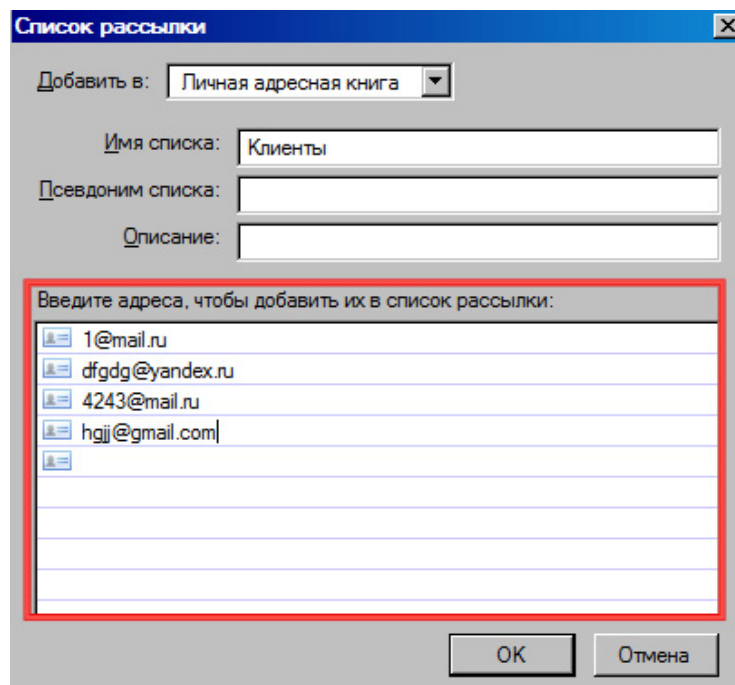 Список рассылки
Добавить в: Личная адресная книга
Имя списка: Клиенты
Псевдоним списка:
Описание:
Введите адреса, чтобы добавить их в список рассылки:
1@mail.ru
dfgdg@yandex.ru
4243@mail.ru
hgjj@gmail.com
OK Отмена